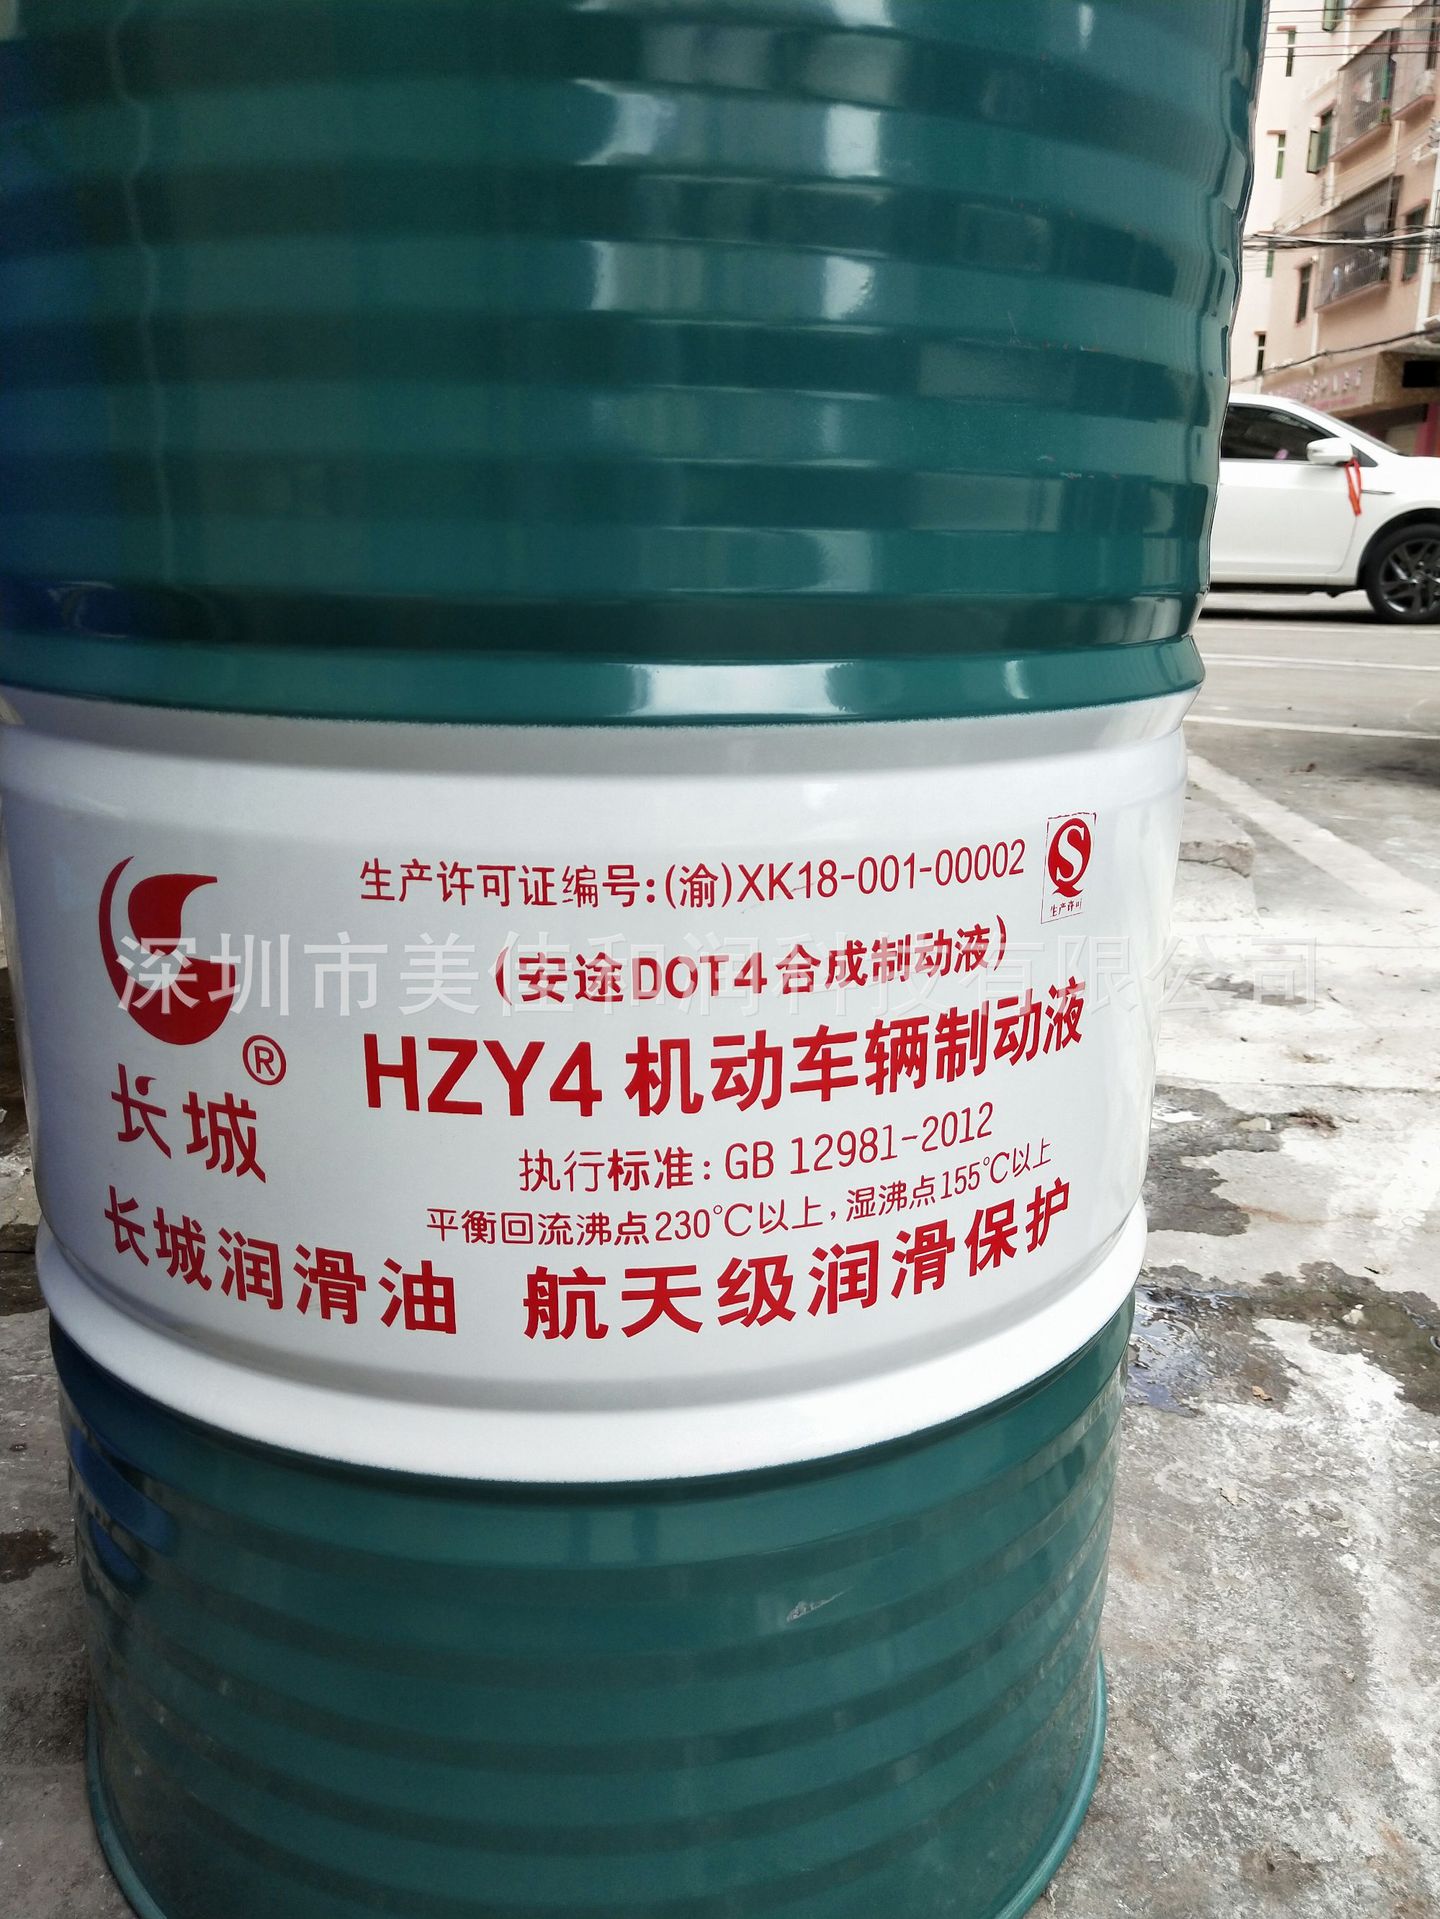 生产许可证编号:(渝)XK18-001-00002
S
生产许可
(安途DOT4合成制动液)
深圳市美佳和润科技有限公司
HZY4 机动车辆制动液
®
长城
执行标准:GB 12981-2012
平衡回流沸点230℃以上,湿沸点155℃以上
长城润滑油 航天级润滑保护